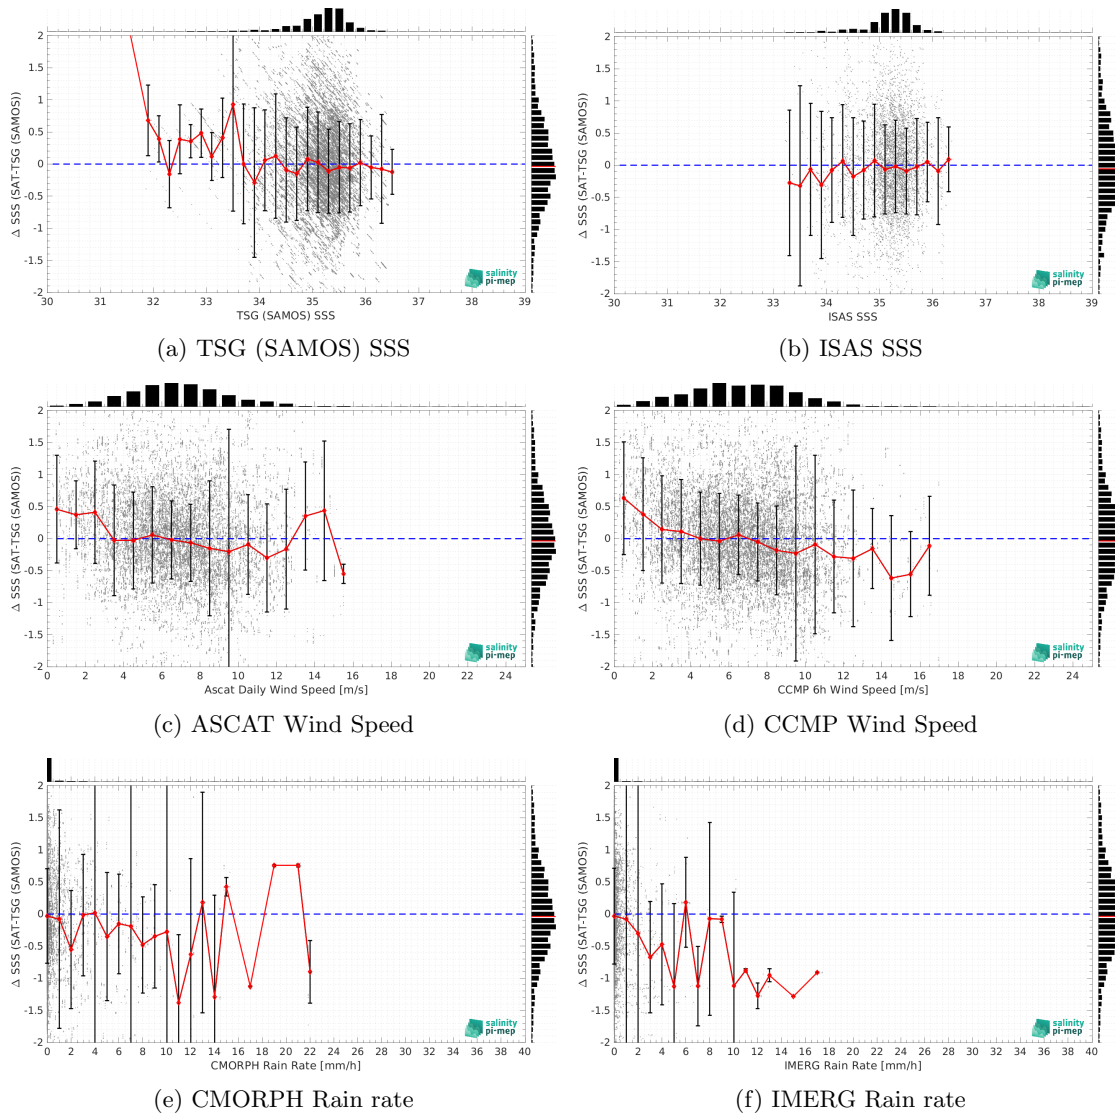 2
1.5
1
0.5
0
-0.5
-1
-1.5
-2
Δ SSS (SAT-TSG (SAMOS))
30 31 32 33 34 35 36 37 38 39
TSG (SAMOS) SSS
salinity
pi-mep
(a) TSG (SAMOS) SSS
2
1.5
1
0.5
0
-0.5
-1
-1.5
-2
Δ SSS (SAT-TSG (SAMOS))
30 31 32 33 34 35 36 37 38 39
ISAS SSS
salinity
pi-mep
(b) ISAS SSS
2
1.5
1
0.5
0
-0.5
-1
-1.5
-2
Δ SSS (SAT-TSG (SAMOS))
0 2 4 6 8 10 12 14 16 18 20 22 24
Ascat Daily Wind Speed [m/s]
salinity
pi-mep
(c) ASCAT Wind Speed
2
1.5
1
0.5
0
-0.5
-1
-1.5
-2
Δ SSS (SAT-TSG (SAMOS))
0 2 4 6 8 10 12 14 16 18 20 22 24
CCMP 6h Wind Speed [m/s]
salinity
pi-mep
(d) CCMP Wind Speed
2
1.5
1
0.5
0
-0.5
-1
-1.5
-2
Δ SSS (SAT-TSG (SAMOS))
0 2 4 6 8 10 12 14 16 18 20 22 24 26 28 30 32 34 36 38 40
CMORPH Rain Rate [mm/h]
salinity
pi-mep
(e) CMORPH Rain rate
2
1.5
1
0.5
0
-0.5
-1
-1.5
-2
Δ SSS (SAT-TSG (SAMOS))
0 2 4 6 8 10 12 14 16 18 20 22 24 26 28 30 32 34 36 38 40
IMERG Rain Rate [mm/h]
salinity
pi-mep
(f) IMERG Rain rate